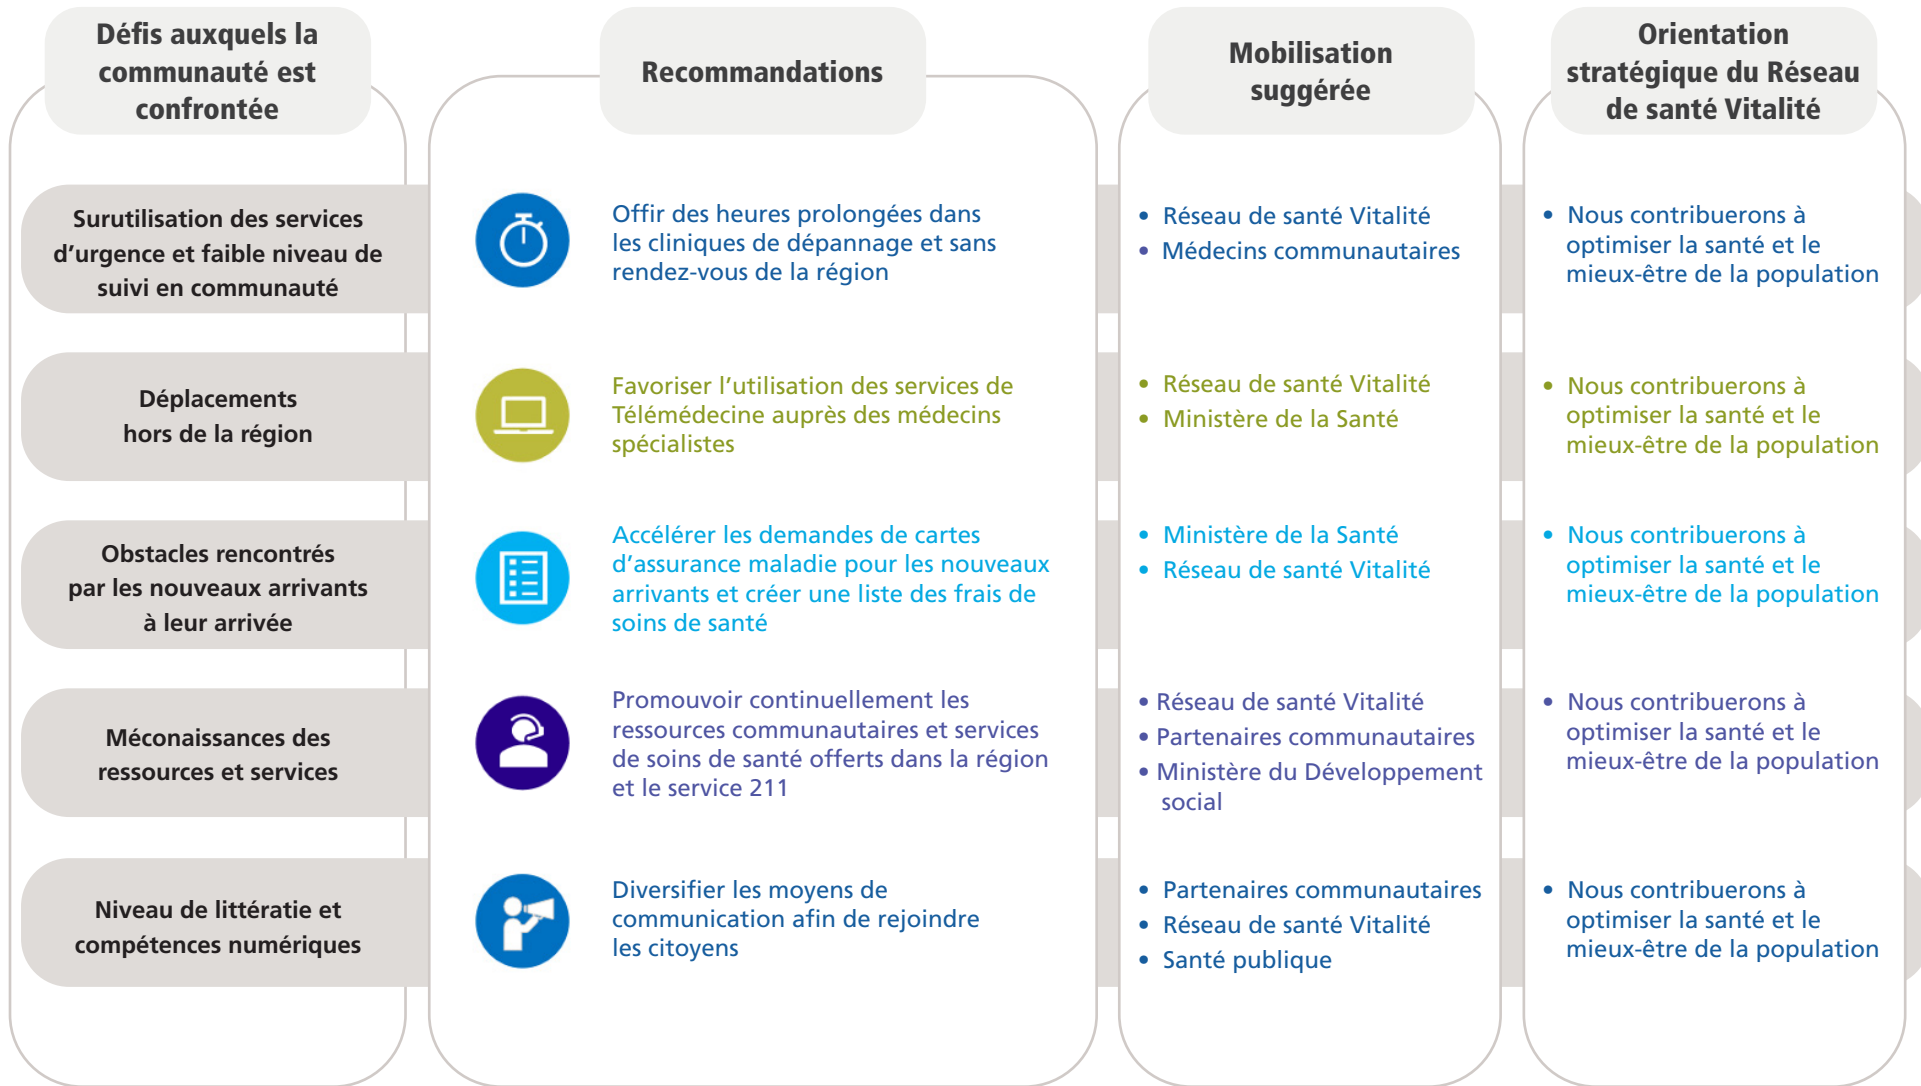 Défis auxquels la
communauté est
confrontée
Recommandations
Mobilisation
suggérée
Orientation
stratégique du Réseau
de santé Vitalité
Surutilisation des services
d’urgence et faible niveau de
suivi en communauté
Offir des heures prolongées dans
les cliniques de dépannage et sans
rendez-vous de la région
• Réseau de santé Vitalité
• Médecins communautaires
• Nous contribuerons à
optimiser la santé et le
mieux-être de la population
Déplacements
hors de la région
Favoriser l’utilisation des services de
Télémédecine auprès des médecins
spécialistes
• Réseau de santé Vitalité
• Ministère de la Santé
• Nous contribuerons à
optimiser la santé et le
mieux-être de la population
Obstacles rencontrés
par les nouveaux arrivants
à leur arrivée
Accélérer les demandes de cartes
d’assurance maladie pour les nouveaux
arrivants et créer une liste des frais de
soins de santé
• Ministère de la Santé
• Réseau de santé Vitalité
• Nous contribuerons à
optimiser la santé et le
mieux-être de la population
Méconaissances des
ressources et services
Promouvoir continuellement les
ressources communautaires et services
de soins de santé offerts dans la région
et le service 211
• Réseau de santé Vitalité
• Partenaires communautaires
• Ministère du Développement
social
• Nous contribuerons à
optimiser la santé et le
mieux-être de la population
Niveau de littératie et
compétences numériques
Diversifier les moyens de
communication afin de rejoindre
les citoyens
• Partenaires communautaires
• Réseau de santé Vitalité
• Santé publique
• Nous contribuerons à
optimiser la santé et le
mieux-être de la population